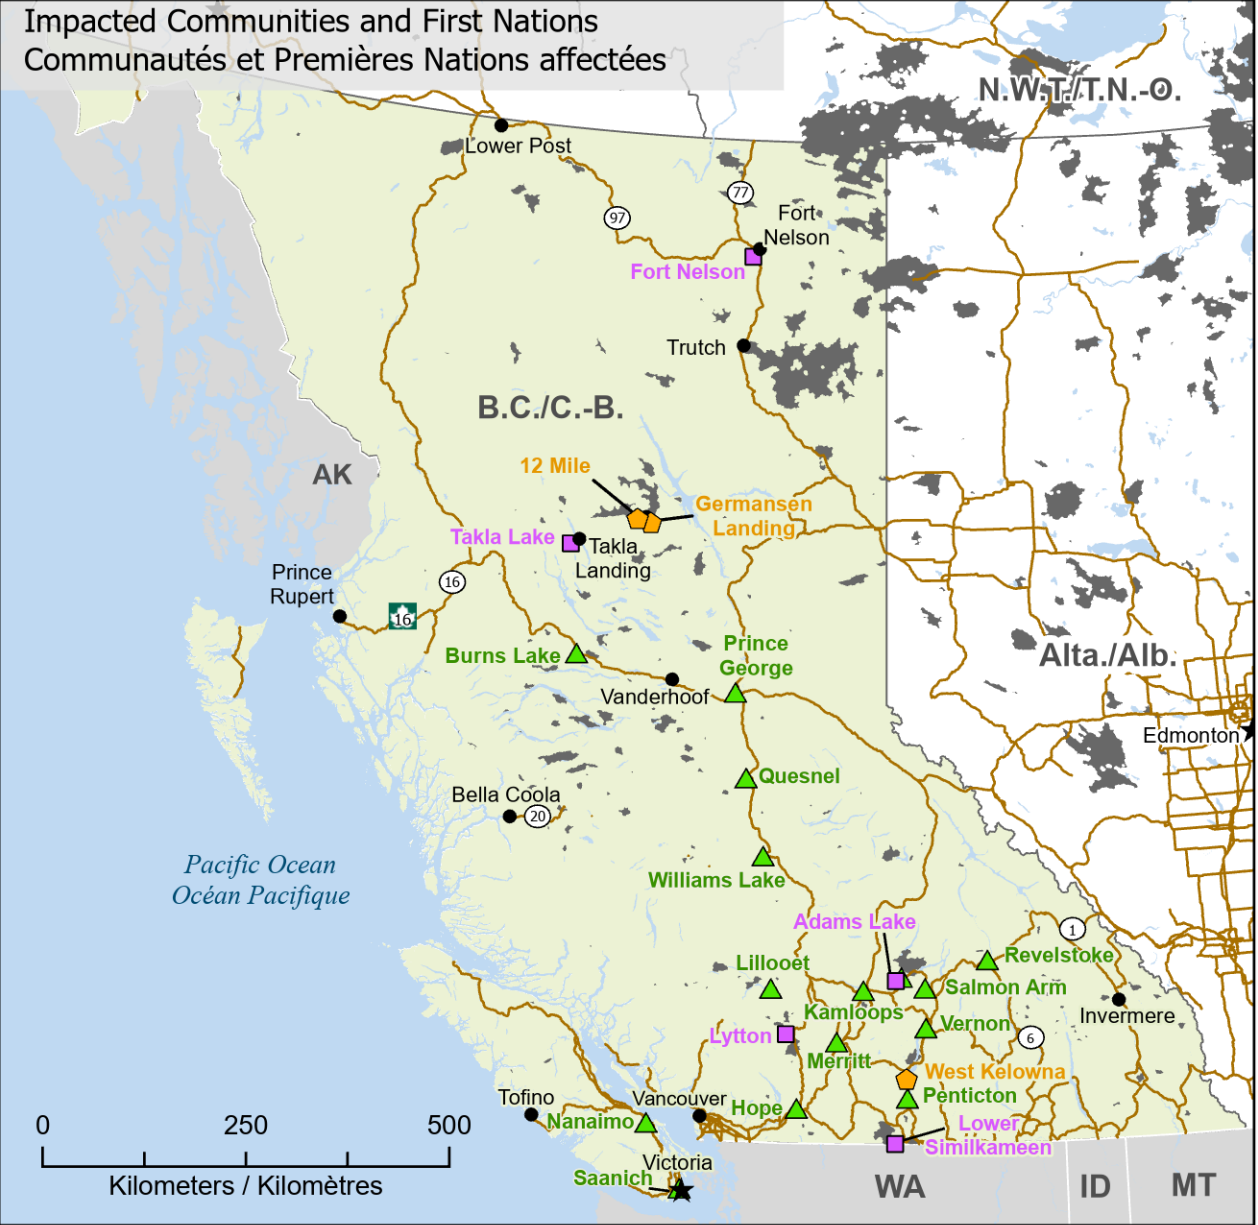 Impacted Communities and First Nations
Communautés et Premières Nations affectées
N.W.T./T.N.-O.
Lower Post
77
97
Fort
Nelson
Fort Nelson
Trutch
B.C./C.-B.
12 Mile
AK
Germansen
Landing
Takla Lake
Takla
Landing
Prince
Rupert
16
16
Burns Lake
Prince
George
Alta./Alb.
Vanderhoof
Edmonton
Quesnel
Bella Coola
20
Pacific Ocean
Océan Pacifique
Williams Lake
Adams Lake
1
Revelstoke
Lillooet
Salmon Arm
Kamloops
Invermere
Vernon
Lytton
6
Merritt
West Kelowna
Penticton
Tofino
Vancouver
Hope
Nanaimo
Lower
Similkameen
0
250
500
Kilometers / Kilomètres
Victoria
Saanich
WA
ID
MT